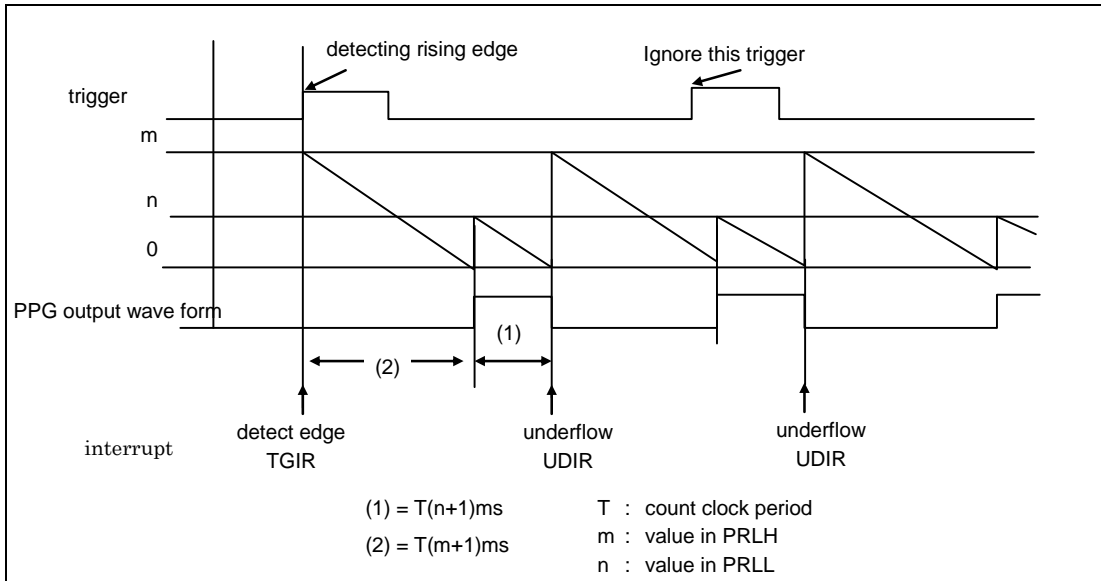 detecting rising edge
Ignore this trigger
trigger
m
n
0
PPG output wave form
(1)
(2)
interrupt
detect edge
TGIR
underflow
UDIR
underflow
UDIR
(1) = T(n+1)ms
(2) = T(m+1)ms
T : count clock period
m : value in PRLH
n : value in PRLL